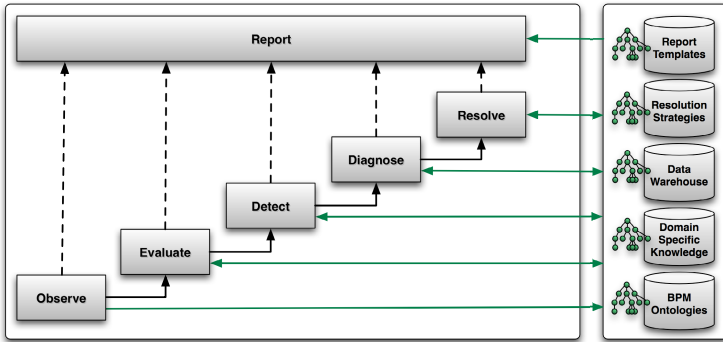 Report
Resolve
Diagnose
Detect
Evaluate
Observe
Report
Templates
Resolution
Strategies
Data
Warehouse
Domain
Specific
Knowledge
BPM
Ontologies